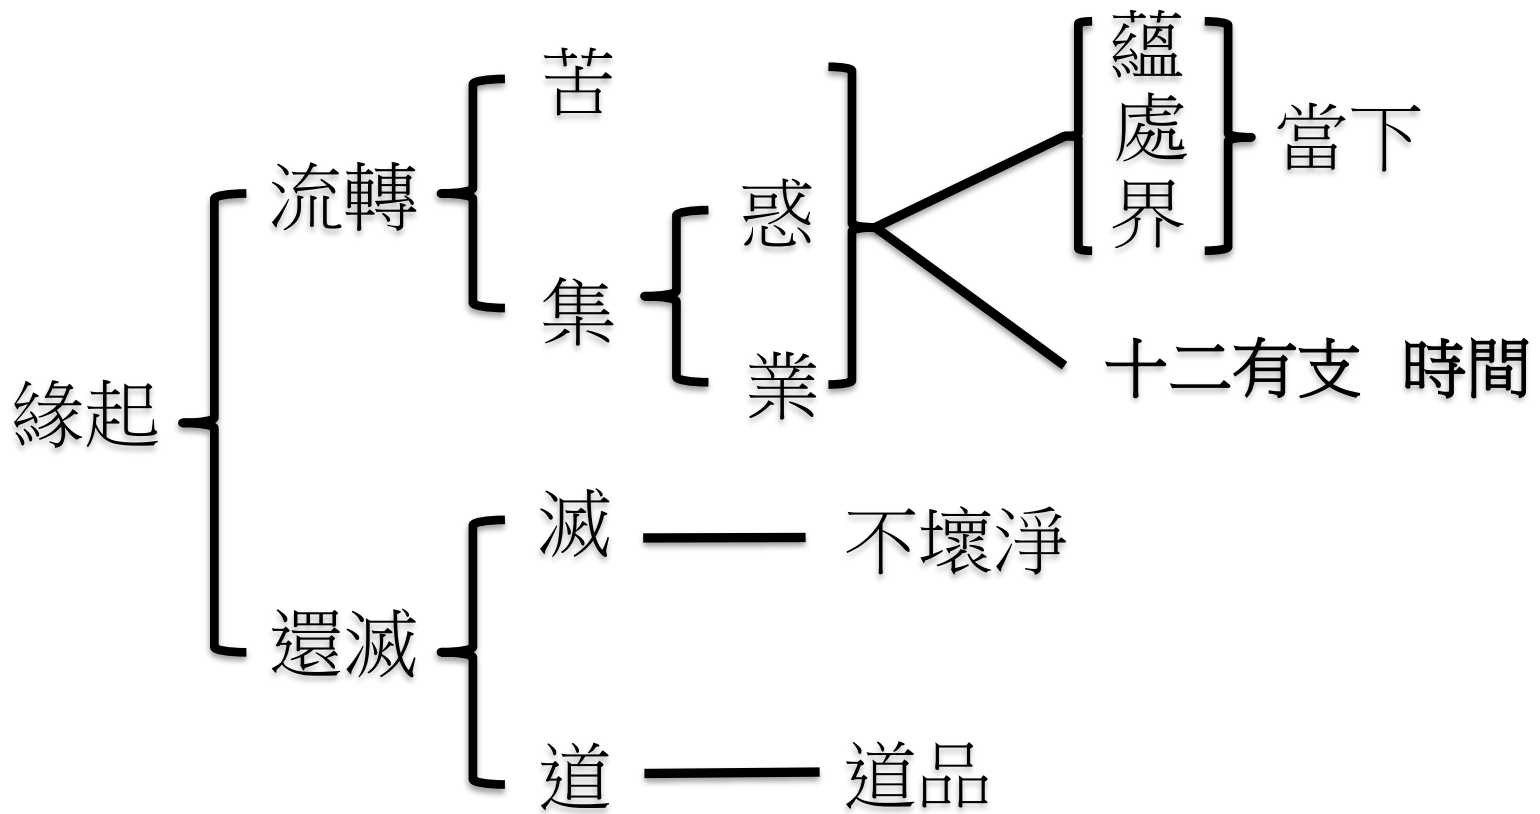 緣起
流轉
苦
集
惑
業
蘊
處
界
當下
十二有支 時間
還滅
滅
不壞淨
道
道品